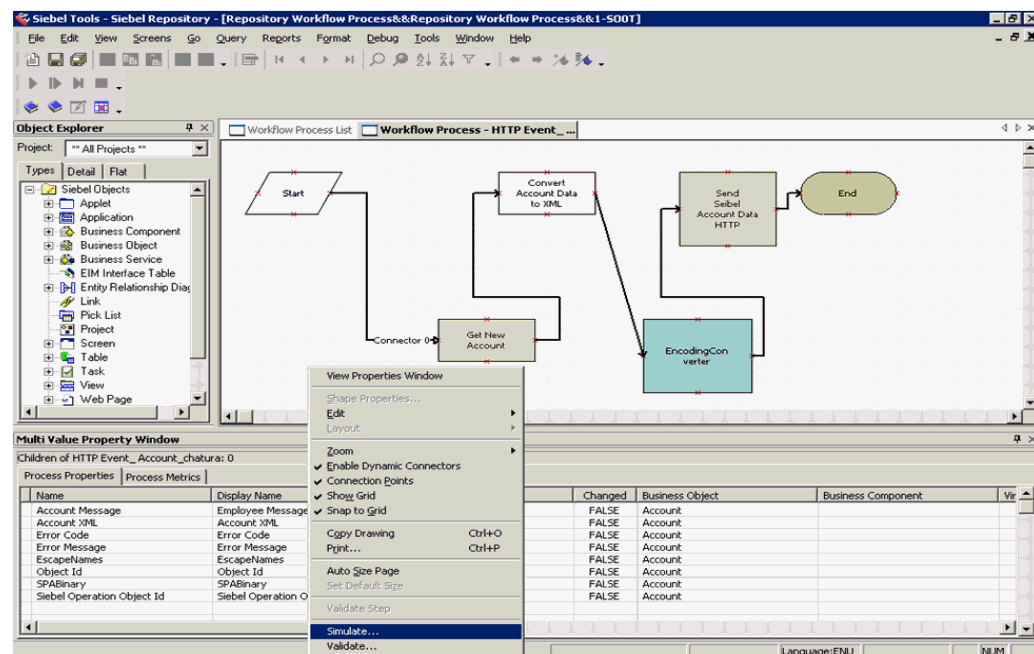 Siebel Tools - Siebel Repository - [Repository Workflow Process&&Repository Workflow Process&&1-SO0T]
File Edit View Screens Go Query Reports Format Debug Tools Window Help
Object Explorer
Project: ** All Projects **
Types Detail Flat
Siebel Objects
Applet
Application
Business Component
Business Object
Business Service
EIM Interface Table
Entity Relationship Diag
Link
Pick List
Project
Screen
Table
Task
View
Web Page
Workflow Process List Workflow Process - HTTP Event_ ...
Start
Convert
Account Data
to XML
Send
Seibel
Account Data
HTTP
End
Connector 0
Get New
Account
EncodingCon
verter
View Properties Window
Shape Properties...
Edit
Layout
Zoom
Enable Dynamic Connectors
Connection Points
Show Grid
Snap to Grid
Copy Drawing Ctrl+O
Print... Ctrl+P
Auto Size Page
Set Default Size
Validate Step
Simulate...
Validate...
Multi Value Property Window
Children of HTTP Event_ Account_chatura: 0
Process Properties Process Metrics
Name Display Name Changed Business Object Business Component Vir
Account Message Employee Message FALSE Account
Account XML Account XML FALSE Account
Error Code Error Code FALSE Account
Error Message Error Message FALSE Account
EscapeNames EscapeNames FALSE Account
Object Id Object Id FALSE Account
SPABinary SPABinary FALSE Account
Siebel Operation Object Id Siebel Operation O FALSE Account
Language:ENU NUM